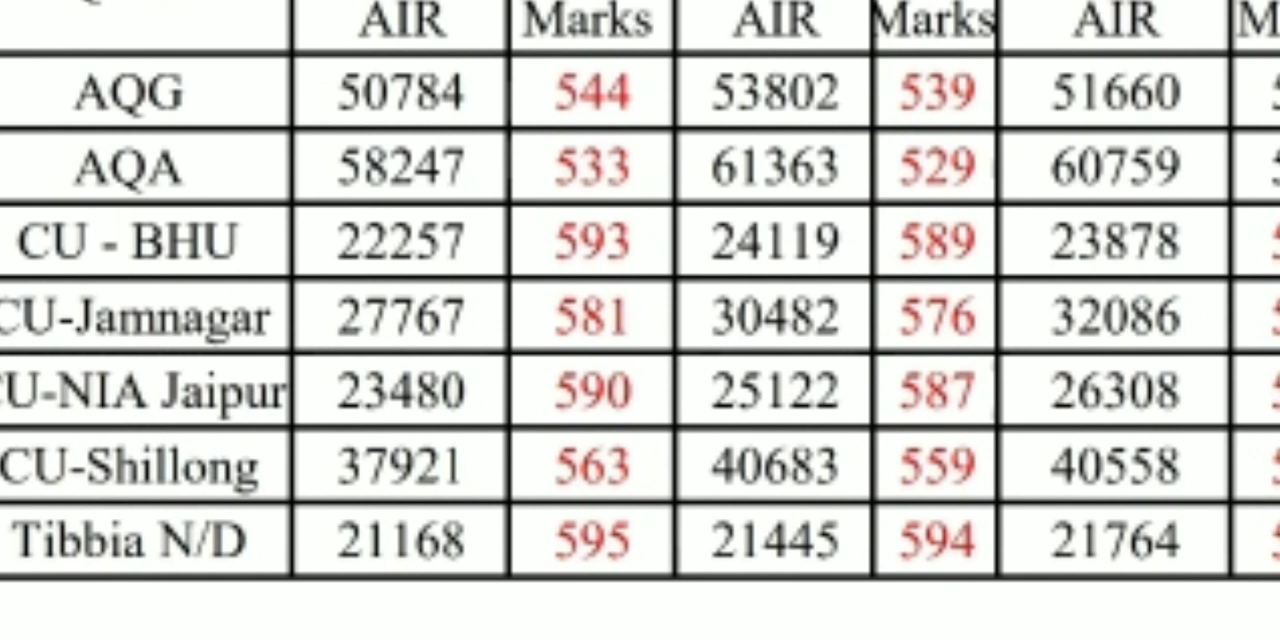 AIR Marks AIR Marks AIR
AQG 50784 544 53802 539 51660
AQA 58247 533 61363 529 60759
CU - BHU 22257 593 24119 589 23878
CU-Jamnagar 27767 581 30482 576 32086
CU-NIA Jaipur 23480 590 25122 587 26308
CU-Shillong 37921 563 40683 559 40558
Tibbia N/D 21168 595 21445 594 21764